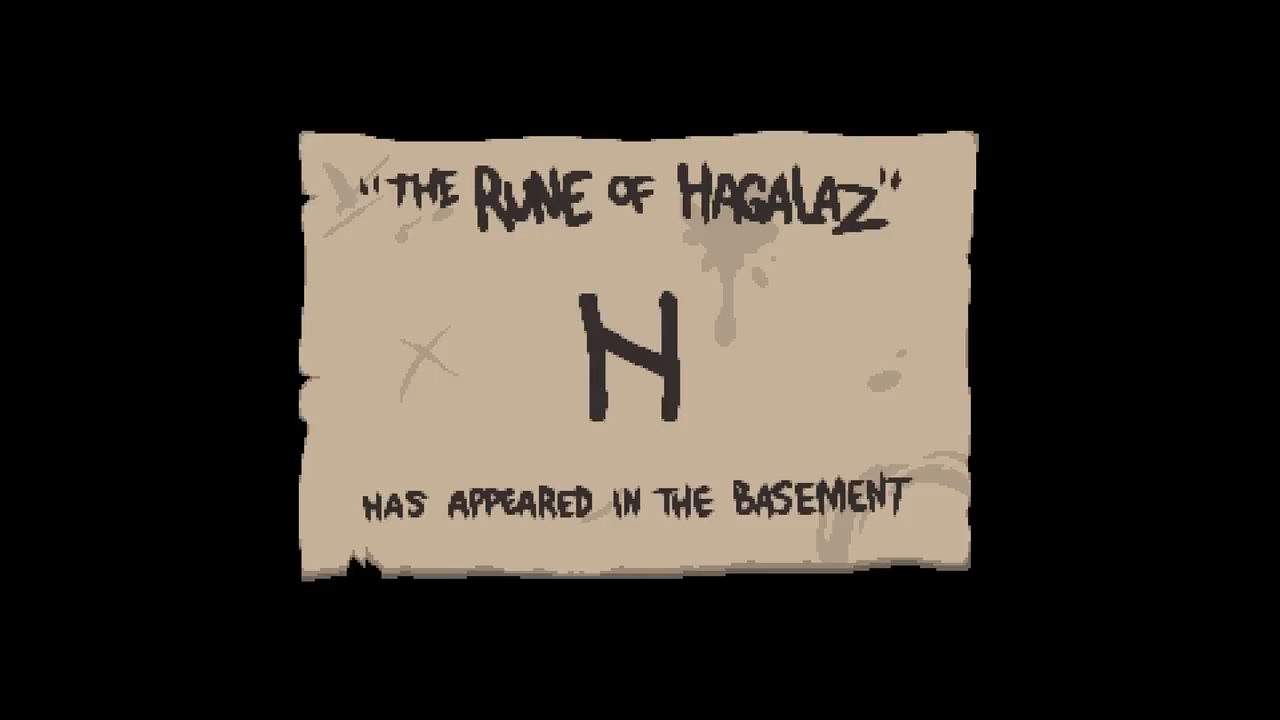 "THE RUNE OF HAGALAZ"
ᚺ
HAS APPEARED IN THE BASEMENT